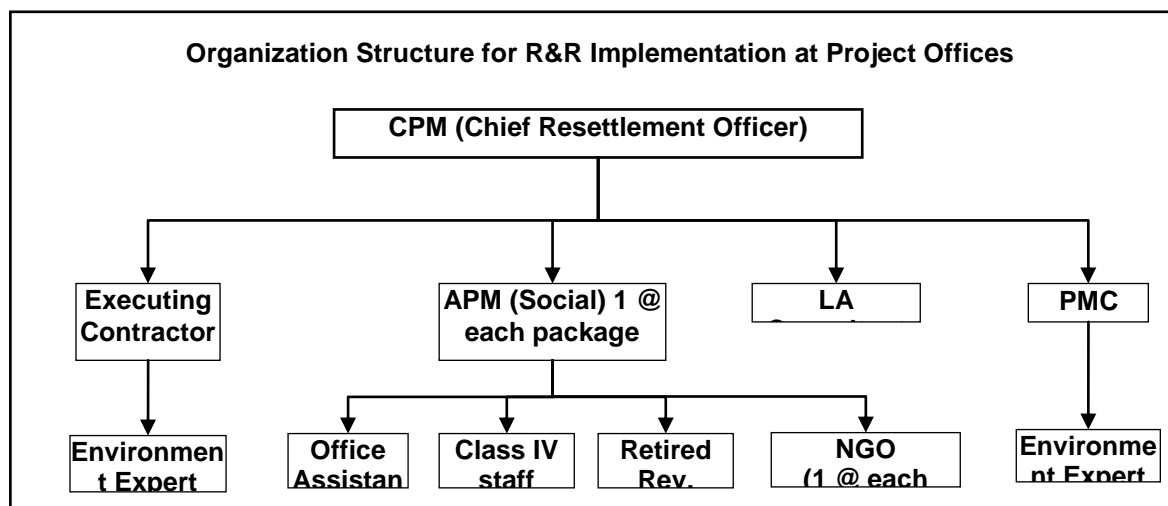 Organization Structure for R&R Implementation at Project Offices
CPM (Chief Resettlement Officer)
Executing
Contractor
APM (Social) 1 @
each package
LA
PMC
Environmen
t Expert
Office
Assistan
Class IV
staff
Retired
Rev.
NGO
(1 @ each
Environme
nt Expert